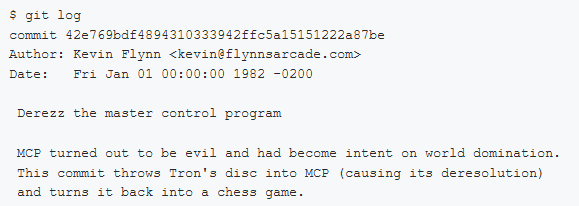 $ git log
commit 42e769bdf4894310333942ffc5a15151222a87be
Author: Kevin Flynn <kevin@flynnsarcade.com>
Date:   Fri Jan 01 00:00:00 1982 -0200

 Derezz the master control program

 MCP turned out to be evil and had become intent on world domination.
 This commit throws Tron's disc into MCP (causing its deresolution)
 and turns it back into a chess game.